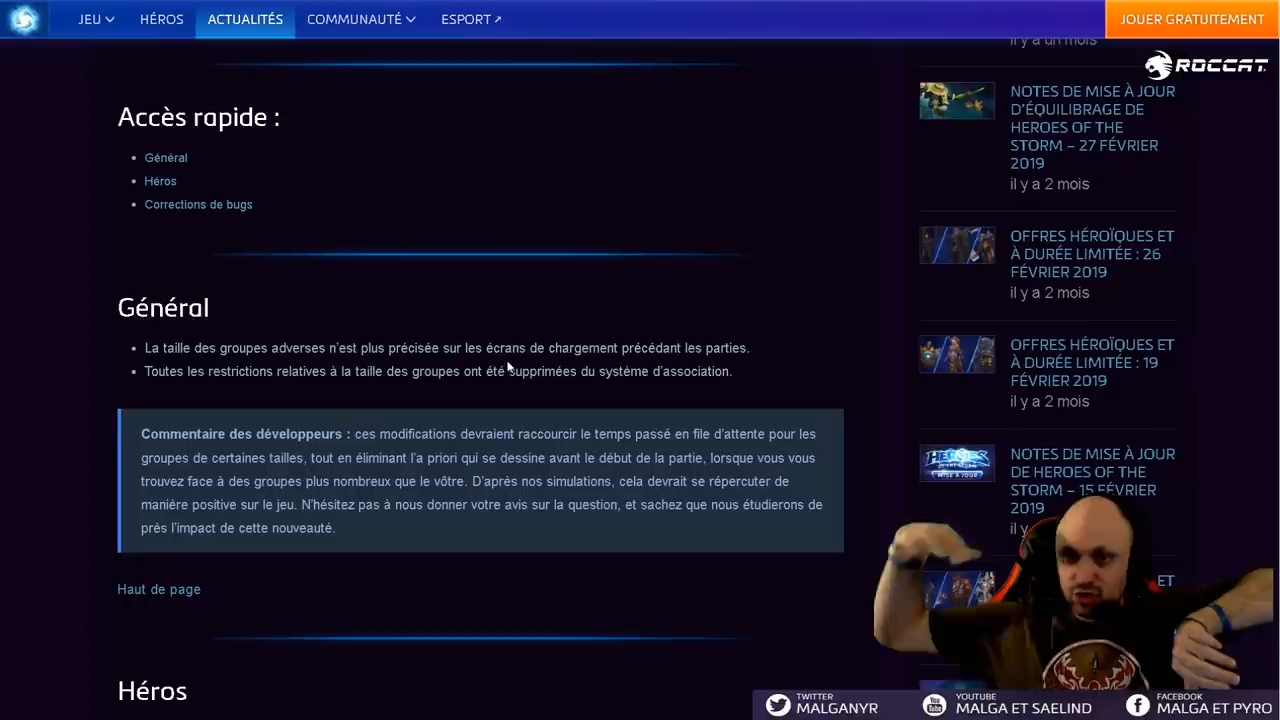 JEU
HÉROS
ACTUALITÉS
COMMUNAUTÉ
ESPORT
JOUER GRATUITEMENT
ROCCAT
Accès rapide :
Général
Héros
Corrections de bugs
Général
La taille des groupes adverses n'est plus précisée sur les écrans de chargement précédant les parties.
Toutes les restrictions relatives à la taille des groupes ont été supprimées du système d'association.
Commentaire des développeurs : ces modifications devraient raccourcir le temps passé en file d'attente pour les
groupes de certaines tailles, tout en éliminant l'a priori qui se dessine avant le début de la partie, lorsque vous vous
trouvez face à des groupes plus nombreux que le vôtre. D'après nos simulations, cela devrait se répercuter de
manière positive sur le jeu. N'hésitez pas à nous donner votre avis sur la question, et sachez que nous étudierons de
près l'impact de cette nouveauté.
Haut de page
Héros
il y a un mois
NOTES DE MISE À JOUR
D'ÉQUILIBRAGE DE
HEROES OF THE
STORM – 27 FÉVRIER
2019
il y a 2 mois
OFFRES HÉROÏQUES ET
À DURÉE LIMITÉE : 26
FÉVRIER 2019
il y a 2 mois
OFFRES HÉROÏQUES ET
À DURÉE LIMITÉE : 19
FÉVRIER 2019
il y a 2 mois
HEROES
NOTES DE MISE À JOUR
DE HEROES OF THE
STORM – 15 FÉVRIER
2019
il y
ET
TWITTER
MALGANYR
YOUTUBE
MALGA ET SAELIND
FACEBOOK
MALGA ET PYRO